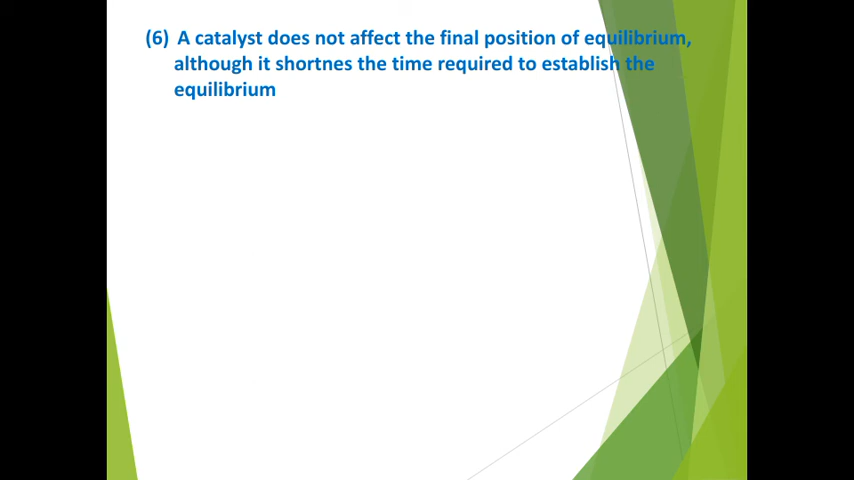 (6) A catalyst does not affect the final position of equilibrium,
although it shortnes the time required to establish the
equilibrium